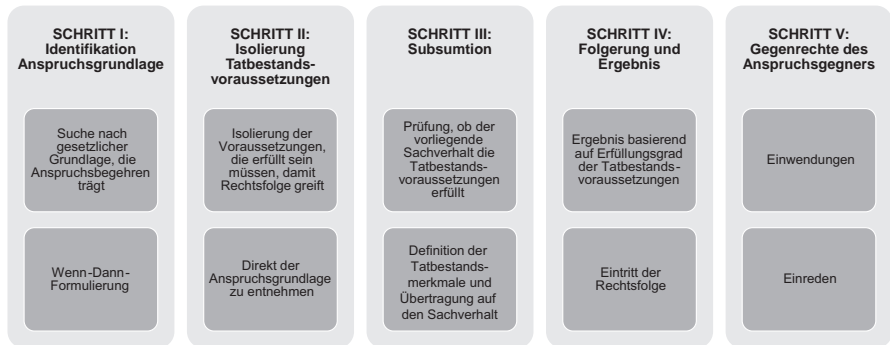 SCHRITT I:
Identifikation
Anspruchsgrundlage
Suche nach
gesetzlicher
Grundlage, die
Anspruchsbegehren
trägt
Wenn-Dann-
Formulierung
SCHRITT II:
Isolierung
Tatbestands-
voraussetzungen
Isolierung der
Voraussetzungen,
die erfüllt sein
müssen, damit
Rechtsfolge greift
Direkt der
Anspruchsgrundlage
zu entnehmen
SCHRITT III:
Subsumtion
Prüfung, ob der
vorliegende
Sachverhalt die
Tatbestands-
voraussetzungen
erfüllt
Definition der
Tatbestands-
merkmale und
Übertragung auf
den Sachverhalt
SCHRITT IV:
Folgerung und
Ergebnis
Ergebnis basierend
auf Erfüllungsgrad
der Tatbestands-
voraussetzungen
Eintritt der
Rechtsfolge
SCHRITT V:
Gegenrechte des
Anspruchsgegners
Einwendungen
Einreden